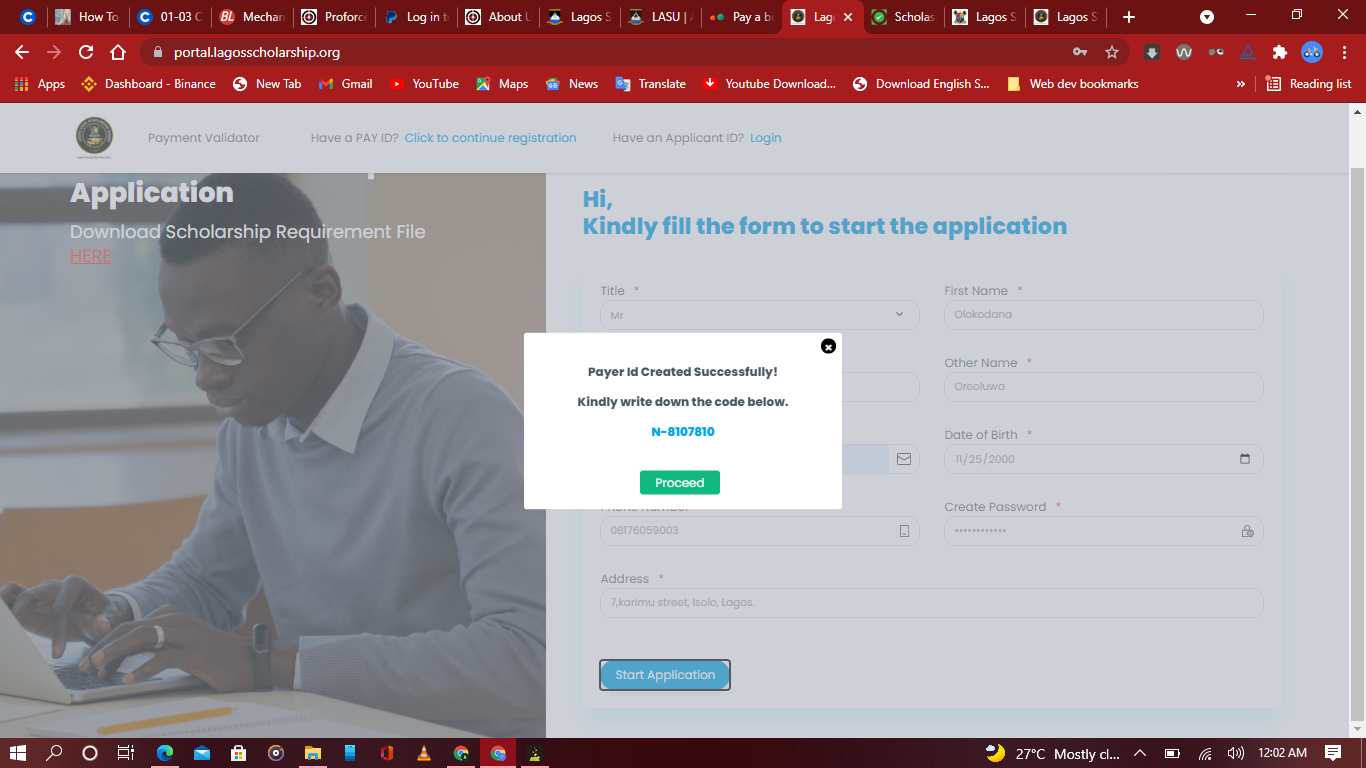 How To
01-03 C
Mechan
Proforce
Log in t
About U
Lagos S
LASU | A
Pay a bi
Lag
Scholas
Lagos S
Lagos S
portal.lagosscholarship.org
Apps
Dashboard - Binance
New Tab
Gmail
YouTube
Maps
News
Translate
Youtube Download...
Download English S...
Web dev bookmarks
»
Reading list
Payment Validator
Have a PAY ID? Click to continue registration
Have an Applicant ID? Login
Application
Download Scholarship Requirement File
HERE
Hi,
Kindly fill the form to start the application
Title *
Mr
First Name *
Olokodana
Other Name *
Oreoluwa
Date of Birth *
11/25/2000
Payer Id Created Successfully!
Kindly write down the code below.
N-8107810
Proceed
Phone Number
08176059003
Create Password *
••••••••••••
Address *
7,karimu street, isolo, Lagos.
Start Application
27°C Mostly cl...
12:02 AM